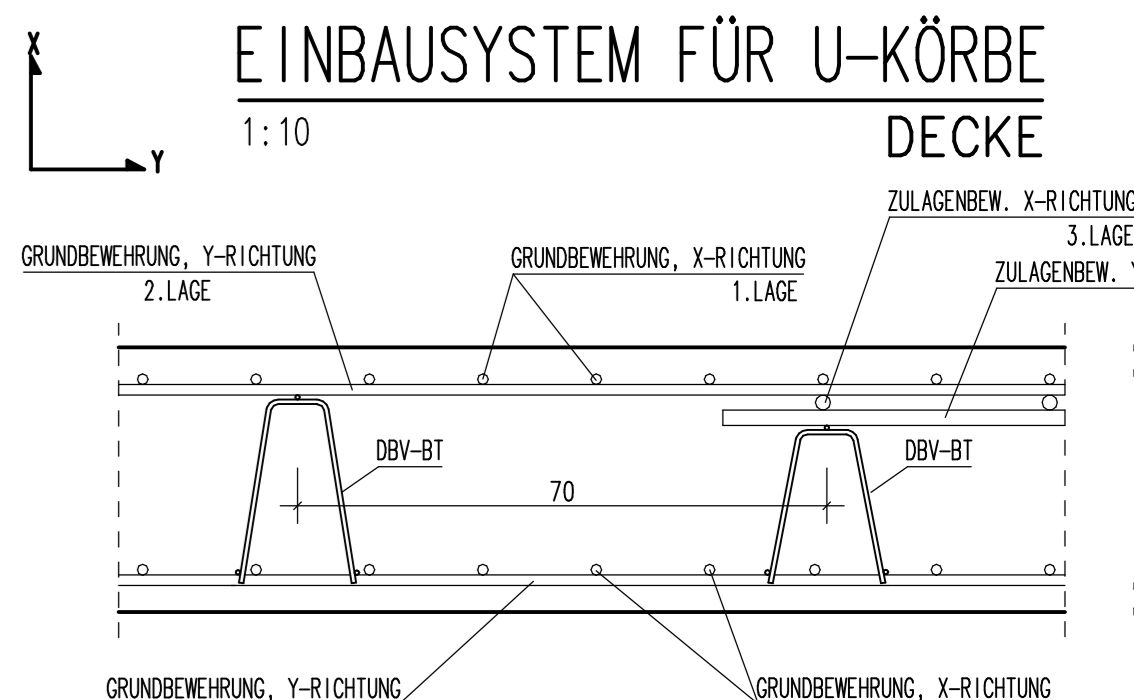 X
EINBAUSYSTEM FÜR U-KÖRBE
1:10
DECKE
Y
ZULAGENBEW. X-RICHTUNG
3.LAGE
GRUNDBEWEHRUNG, Y-RICHTUNG
2.LAGE
GRUNDBEWEHRUNG, X-RICHTUNG
1.LAGE
ZULAGENBEW. Y
DBV-BT
DBV-BT
70
GRUNDBEWEHRUNG, Y-RICHTUNG
GRUNDBEWEHRUNG, X-RICHTUNG